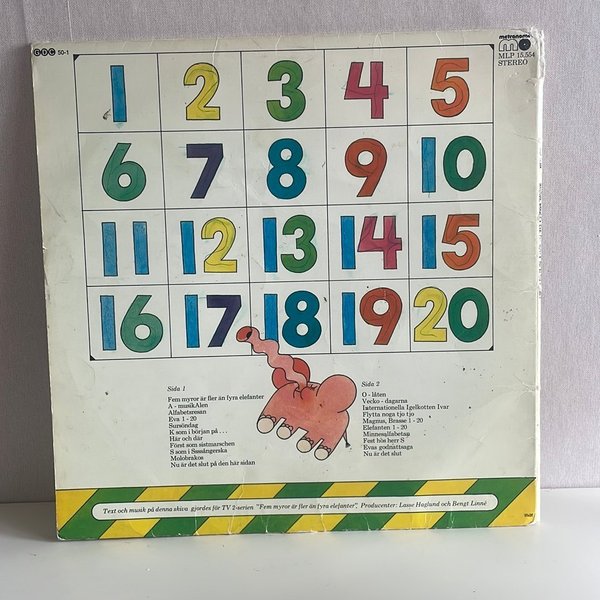 GDC 50-1
metronome
MLP 15.554
STEREO
1 2 3 4 5
6 7 8 9 10
11 12 13 14 15
16 17 18 19 20
Sida 1
Fem myror är fler än fyra elefanter
A - musikAlen
Alfabetsresan
Eva 1 - 20
Sursöndag
K som i början på . . .
Här och där
Först som sistmarschen
S som i Ssssångerska
Molobrakos
Nu är det slut på den här sidan
Sida 2
O - låten
Vecko - dagarna
Internationella Igelkotten Ivar
Flytta noga tjo tjo
Magnus, Brasse 1 - 20
Elefanten 1 - 20
Minnesalfabetet
Fest hos herr S
Evas godnattsaga
Nu är det slut
Text och musik på denna skiva gjordes för TV 2-serien "Fem myror är fler än fyra elefanter". Producenter: Lasse Haglund och Bengt Linné